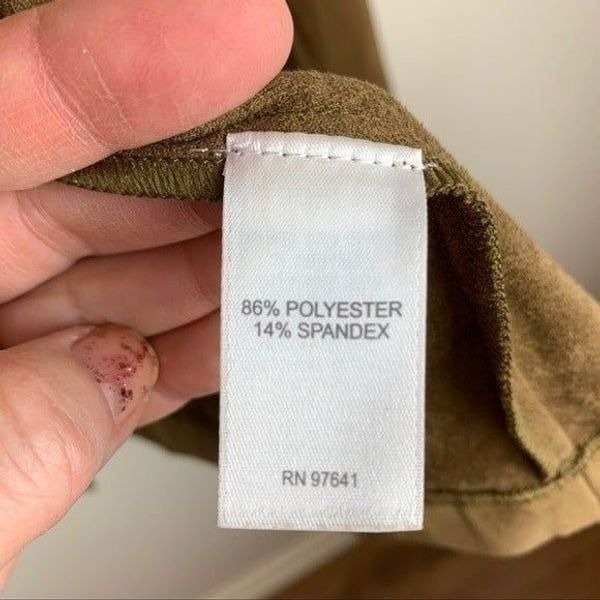 86% POLYESTER
14% SPANDEX
RN 97641